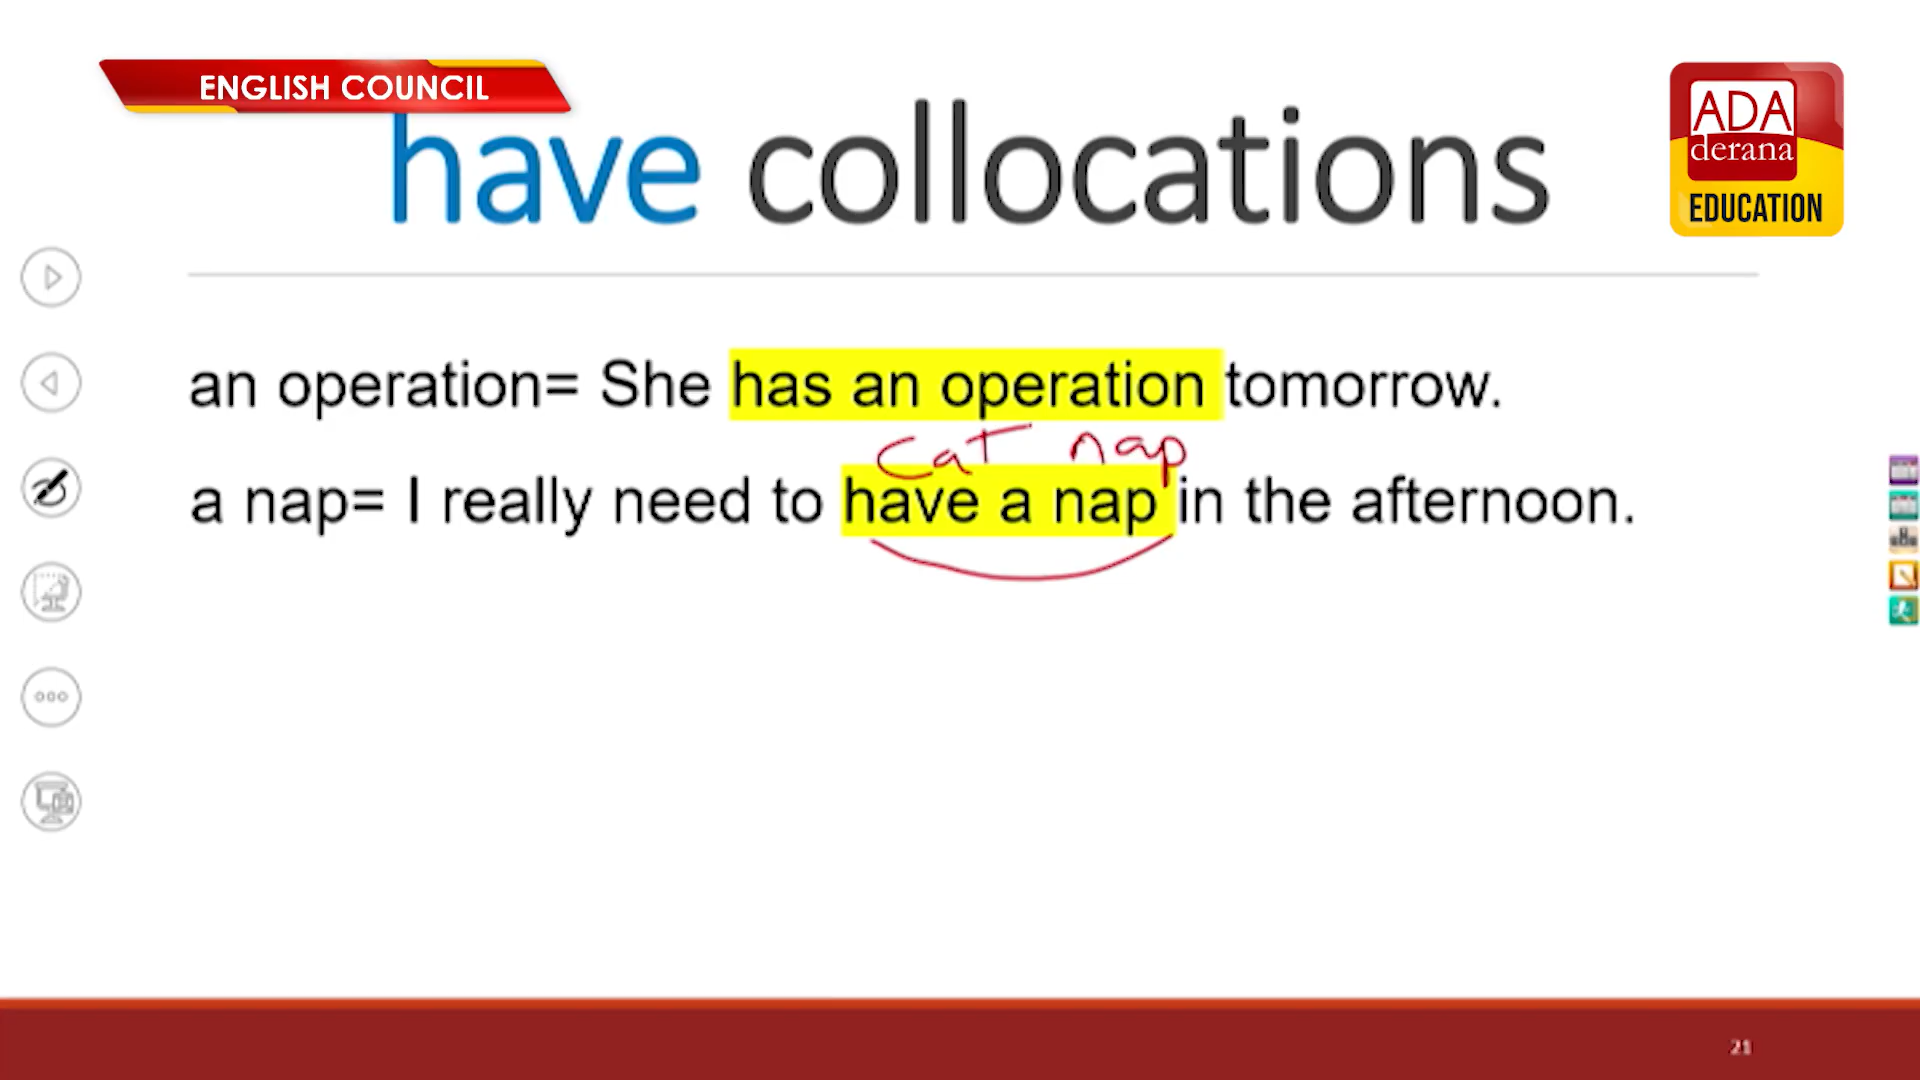 ENGLISH COUNCIL
have collocations
ADA
derana
EDUCATION
an operation= She has an operation tomorrow.
cat nap
a nap= I really need to have a nap in the afternoon.
21